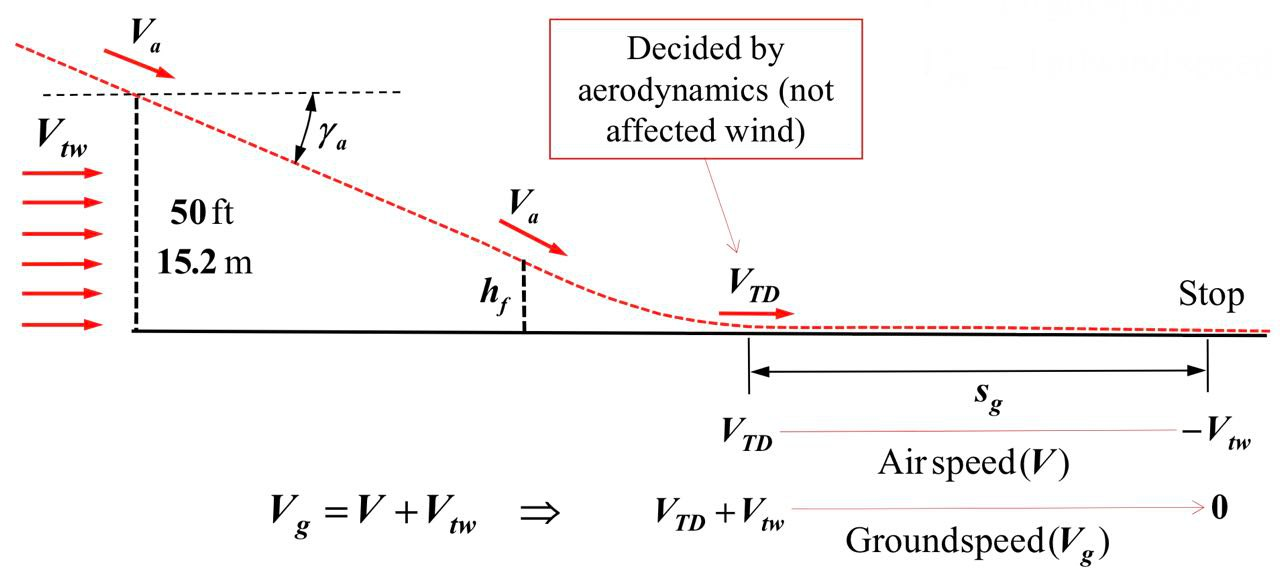 V_a
Decided by
aerodynamics (not
affected wind)
V_tw
γ_a
50 ft
15.2 m
V_a
h_f
V_TD
Stop
s_g
V_TD
−V_tw
Air speed (V)
V_g = V + V_tw ⇒ V_TD + V_tw
0
Groundspeed (V_g)